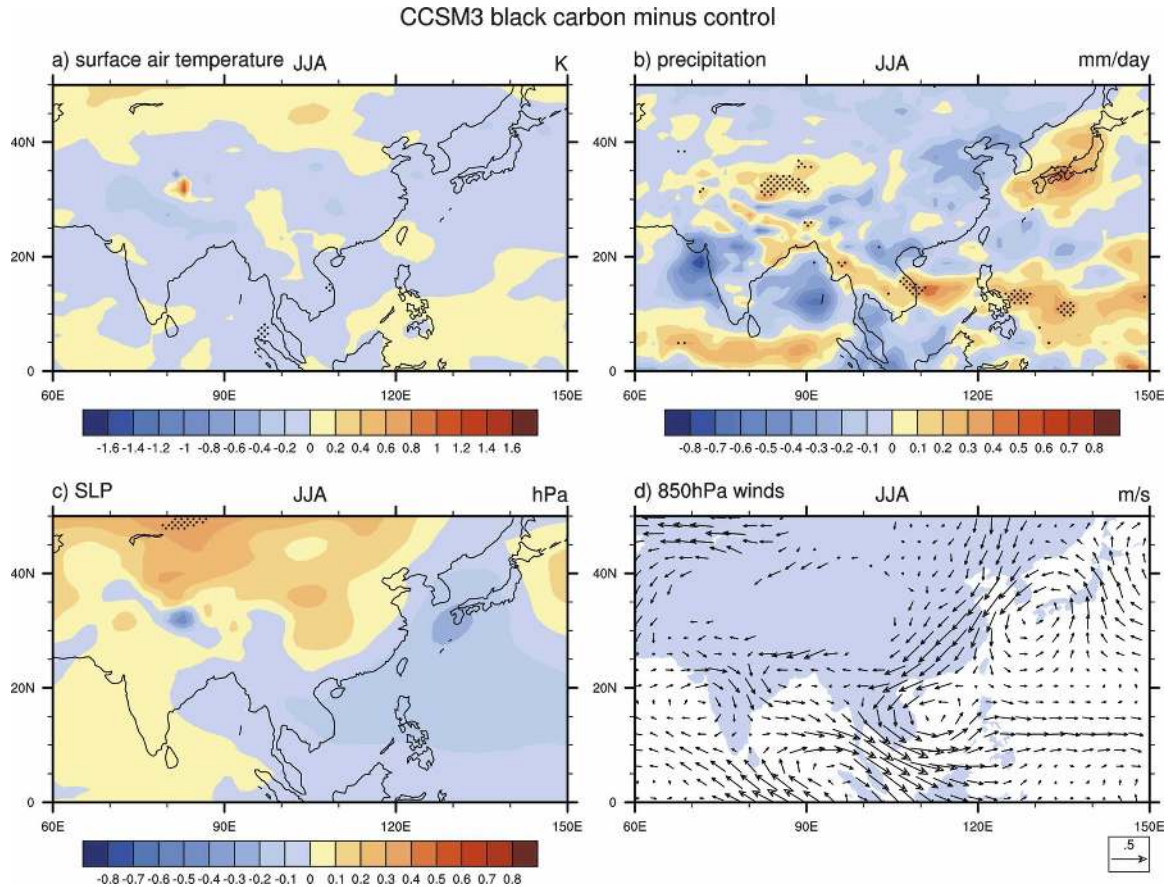 CCSM3 black carbon minus control
a) surface air temperature JJA K
40N
20N
0
60E 90E 120E 150E
-1.6 -1.4 -1.2 -1 -0.8 -0.6 -0.4 -0.2 0 0.2 0.4 0.6 0.8 1 1.2 1.4 1.6
b) precipitation JJA mm/day
40N
20N
0
60E 90E 120E 150E
-0.8 -0.7 -0.6 -0.5 -0.4 -0.3 -0.2 -0.1 0 0.1 0.2 0.3 0.4 0.5 0.6 0.7 0.8
c) SLP JJA hPa
40N
20N
0
60E 90E 120E 150E
-0.8 -0.7 -0.6 -0.5 -0.4 -0.3 -0.2 -0.1 0 0.1 0.2 0.3 0.4 0.5 0.6 0.7 0.8
d) 850hPa winds JJA m/s
40N
20N
0
60E 90E 120E 150E
.5